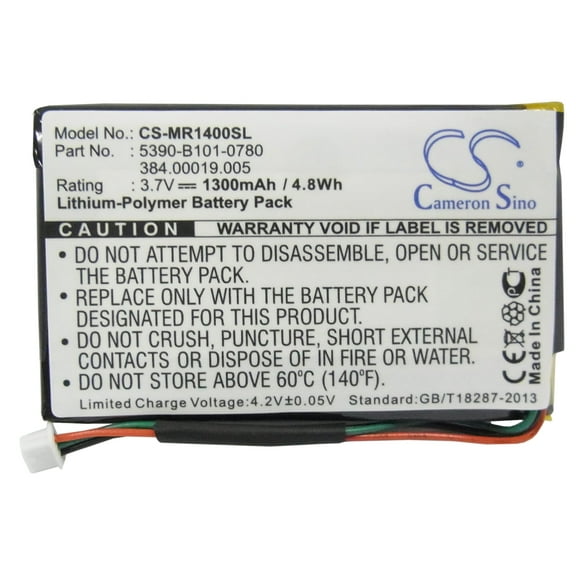 Model No.: CS-MR1400SL
Part No. : 5390-B101-0780
384.00019.005
Rating : 3.7V 1300mAh / 4.8Wh
Lithium-Polymer Battery Pack
CS
Cameron Sino
CAUTION WARRANTY VOID IF LABEL IS REMOVED
• DO NOT ATTEMPT TO DISASSEMBLE, OPEN OR SERVICE
THE BATTERY PACK.
• REPLACE ONLY WITH THE BATTERY PACK
DESIGNATED FOR THIS PRODUCT.
• DO NOT CRUSH, PUNCTURE, SHORT EXTERNAL
CONTACTS, OR DISPOSE OF IN FIRE OR WATER.
• DO NOT STORE ABOVE 60°C (140°F).
Limited Charge Voltage:4.2V±0.05V Standard:GB/T18287-2013
CE
Made In China